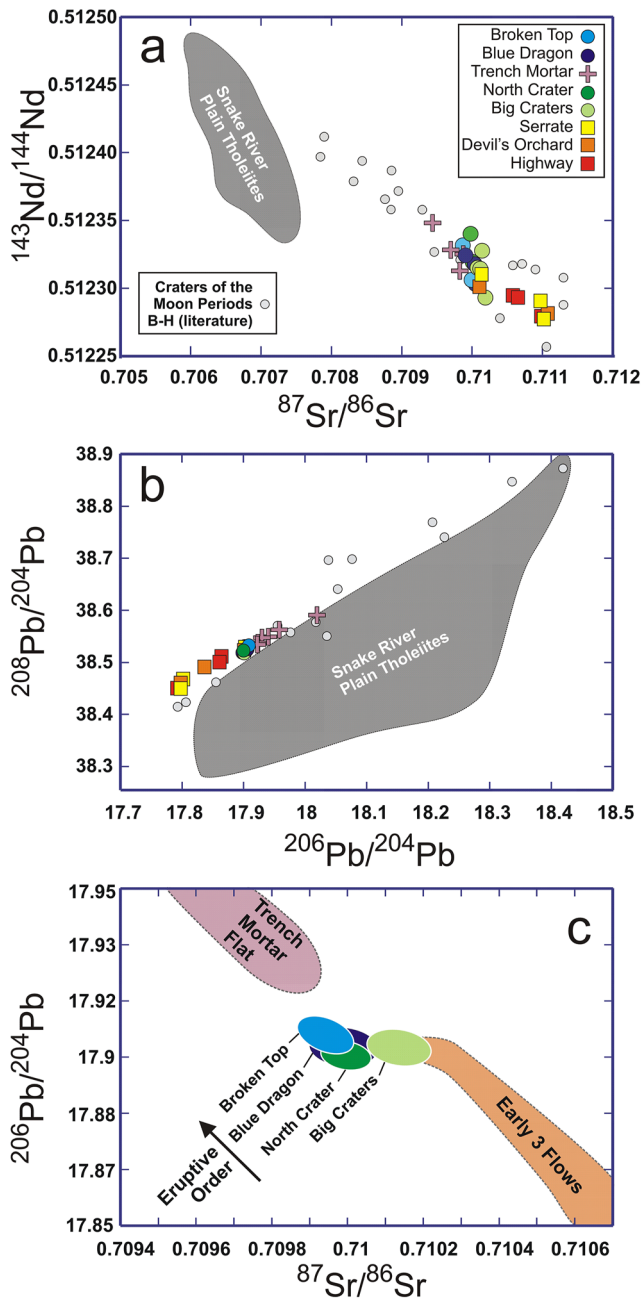 a
0.51250
0.51245
0.51240
0.51235
0.51230
0.51225
¹⁴³Nd/¹⁴⁴Nd
Snake River
Plain Tholeiites
Broken Top
Blue Dragon
Trench Mortar
North Crater
Big Craters
Serrate
Devil's Orchard
Highway
Craters of the
Moon Periods
B-H (literature)
0.705 0.706 0.707 0.708 0.709 0.71 0.711 0.712
⁸⁷Sr/⁸⁶Sr
b
38.9
38.8
38.7
38.6
38.5
38.4
38.3
²⁰⁸Pb/²⁰⁴Pb
Snake River
Plain Tholeiites
17.7 17.8 17.9 18 18.1 18.2 18.3 18.4 18.5
²⁰⁶Pb/²⁰⁴Pb
c
17.95
17.93
17.92
17.9
17.88
17.87
17.85
²⁰⁶Pb/²⁰⁴Pb
Trench
Mortar
Flat
Broken Top
Blue Dragon
North Crater
Big Craters
Early 3 Flows
Eruptive
Order
0.7094 0.7096 0.7098 0.71 0.7102 0.7104 0.7106
⁸⁷Sr/⁸⁶Sr